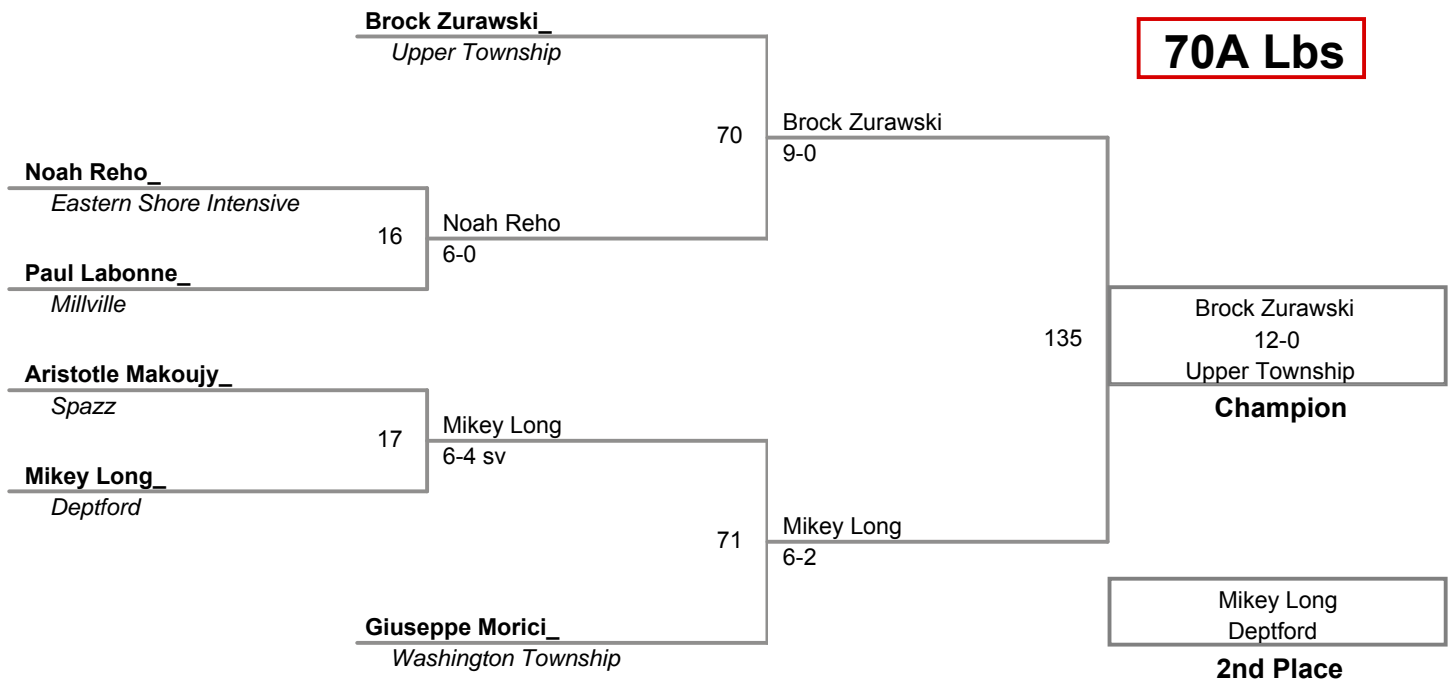 Brock Zurawski_
Upper Township
70A Lbs
70
Brock Zurawski
9-0
Noah Reho_
Eastern Shore Intensive
16
Noah Reho
6-0
Paul Labonne_
Millville
135
Brock Zurawski
12-0
Upper Township
Champion
Aristotle Makoujy_
Spazz
17
Mikey Long
6-4 sv
Mikey Long_
Deptford
71
Mikey Long
6-2
Giuseppe Morici_
Washington Township
Mikey Long
Deptford
2nd Place